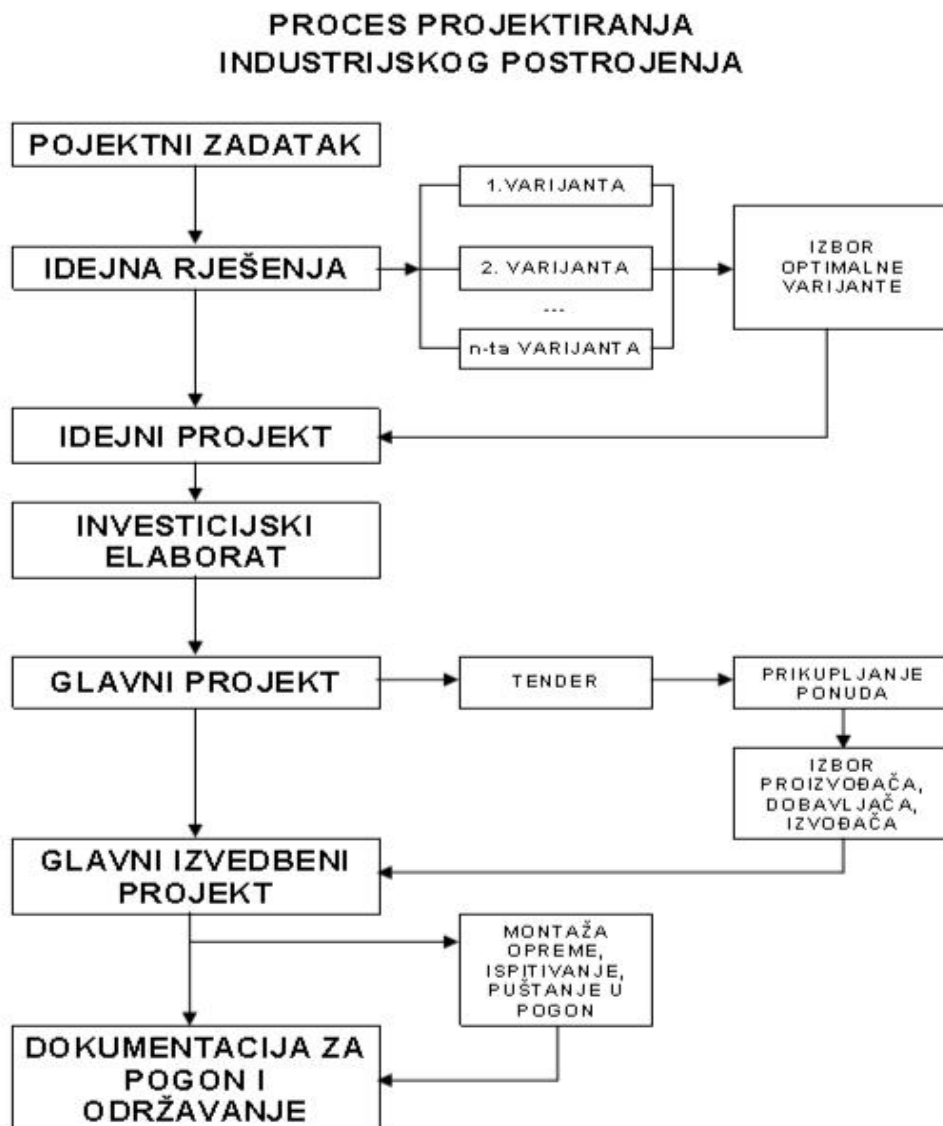 PROCES PROJEKTIRANJA
INDUSTRIJSKOG POSTROJENJA
POJEKTNI ZADATAK
1.VARIJANTA
IDEJNA RJEŠENJA
2. VARIJANTA
...
n-ta VARIJANTA
IZBOR
OPTIMALNE
VARIJANTE
IDEJNI PROJEKT
INVESTICIJSKI
ELABORAT
GLAVNI PROJEKT
TENDER
PRIKUPLJANJE
PONUDA
IZBOR
PROIZVOĐAČA,
DOBAVLJAČA,
IZVOĐAČA
GLAVNI IZVEDBENI
PROJEKT
MONTAŽA
OPREME,
ISPITIVANJE,
PUŠTANJE U
POGON
DOKUMENTACIJA ZA
POGON I
ODRŽAVANJE